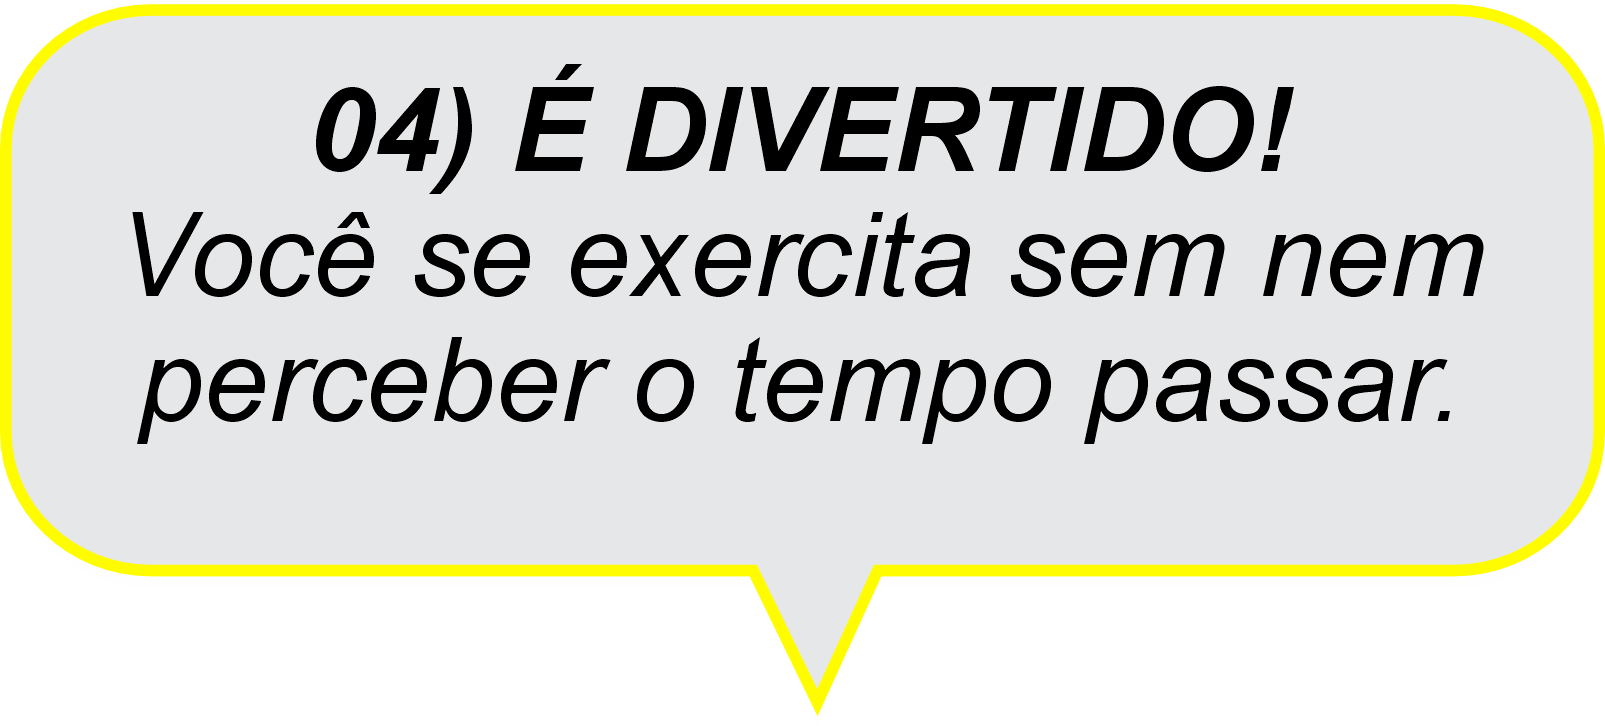 04) É DIVERTIDO!
Você se exercita sem nem
perceber o tempo passar.